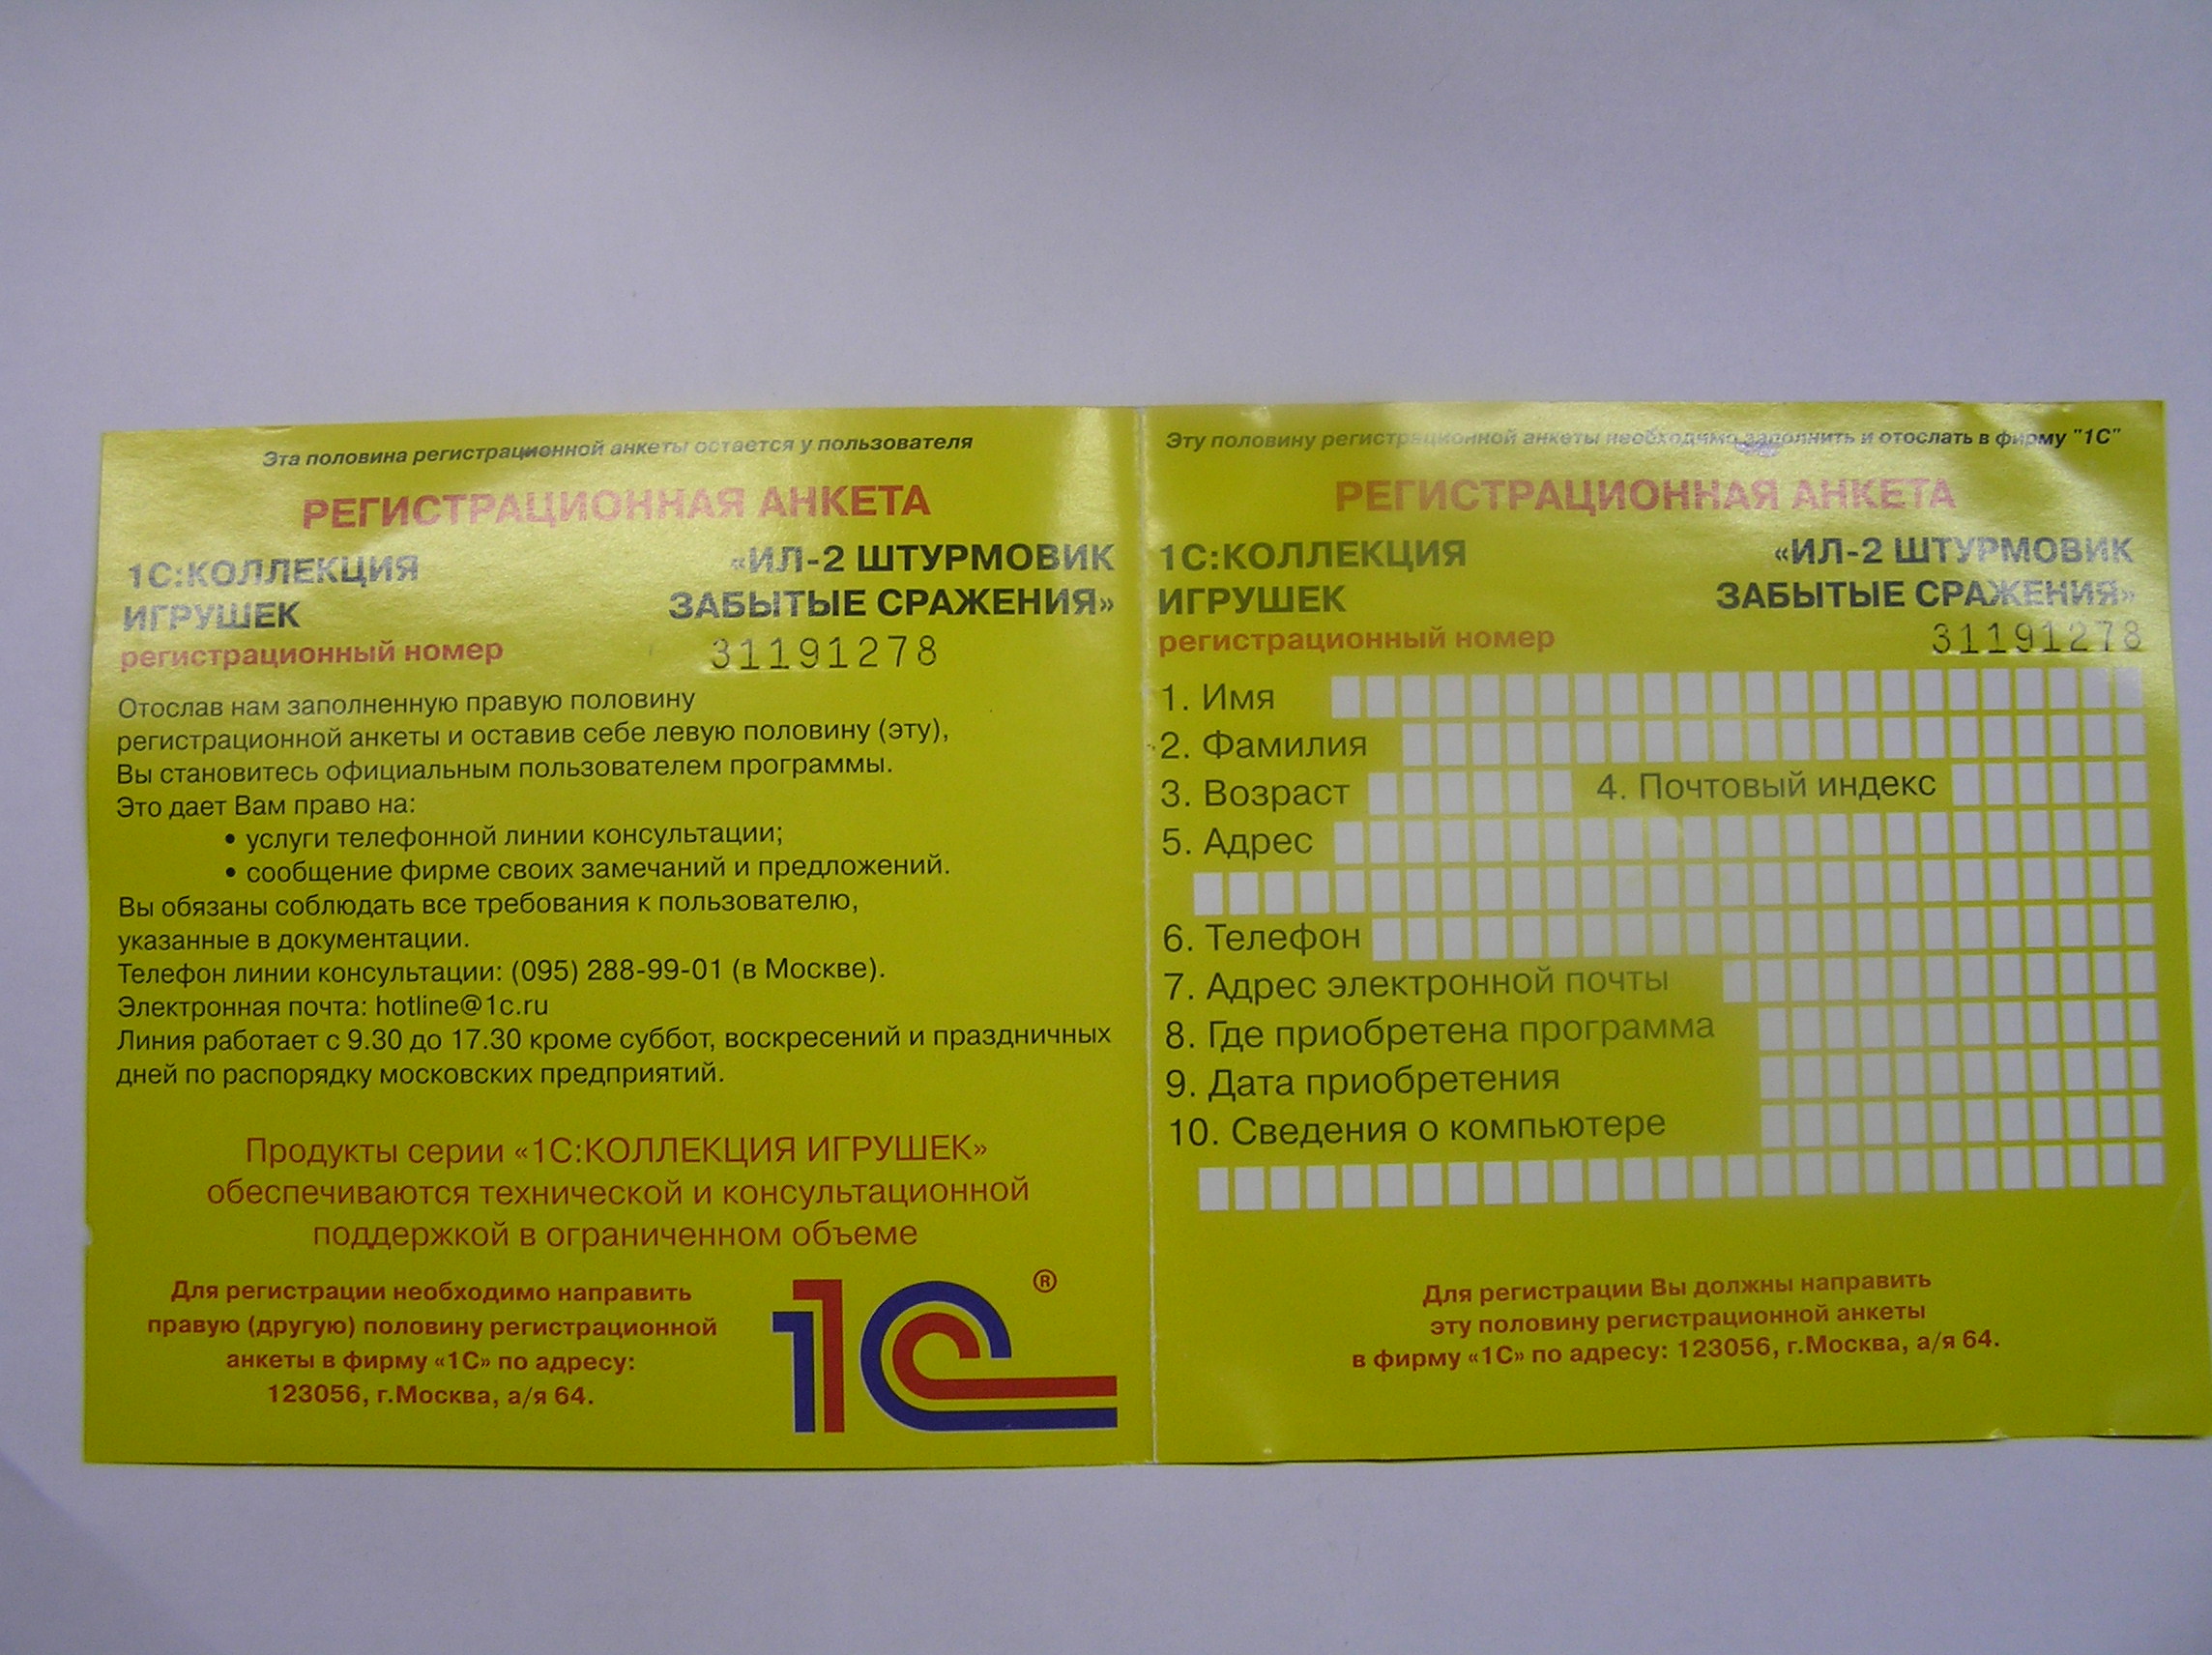 Эта половина регистрационной анкеты остается у пользователя
РЕГИСТРАЦИОННАЯ АНКЕТА
1С:КОЛЛЕКЦИЯ
ИГРУШЕК
«ИЛ-2 ШТУРМОВИК
ЗАБЫТЫЕ СРАЖЕНИЯ»
регистрационный номер 31191278
Отослав нам заполненную правую половину
регистрационной анкеты и оставив себе левую половину (эту),
Вы становитесь официальным пользователем программы.
Это дает Вам право на:
• услуги телефонной линии консультации;
• сообщение фирме своих замечаний и предложений.
Вы обязаны соблюдать все требования к пользователю,
указанные в документации.
Телефон линии консультации: (095) 288-99-01 (в Москве).
Электронная почта: hotline@1c.ru
Линия работает с 9.30 до 17.30 кроме суббот, воскресений и праздничных
дней по распорядку московских предприятий.
Продукты серии «1С:КОЛЛЕКЦИЯ ИГРУШЕК»
обеспечиваются технической и консультационной
поддержкой в ограниченном объеме
Для регистрации необходимо направить
правую (другую) половину регистрационной
анкеты в фирму «1С» по адресу:
123056, г.Москва, а/я 64.
1С ®
Эту половину регистрационной анкеты необходимо заполнить и отослать в фирму "1С"
РЕГИСТРАЦИОННАЯ АНКЕТА
1С:КОЛЛЕКЦИЯ
ИГРУШЕК
«ИЛ-2 ШТУРМОВИК
ЗАБЫТЫЕ СРАЖЕНИЯ»
регистрационный номер 31191278
1. Имя
2. Фамилия
3. Возраст 4. Почтовый индекс
5. Адрес
6. Телефон
7. Адрес электронной почты
8. Где приобретена программа
9. Дата приобретения
10. Сведения о компьютере
Для регистрации Вы должны направить
эту половину регистрационной анкеты
в фирму «1С» по адресу: 123056, г.Москва, а/я 64.